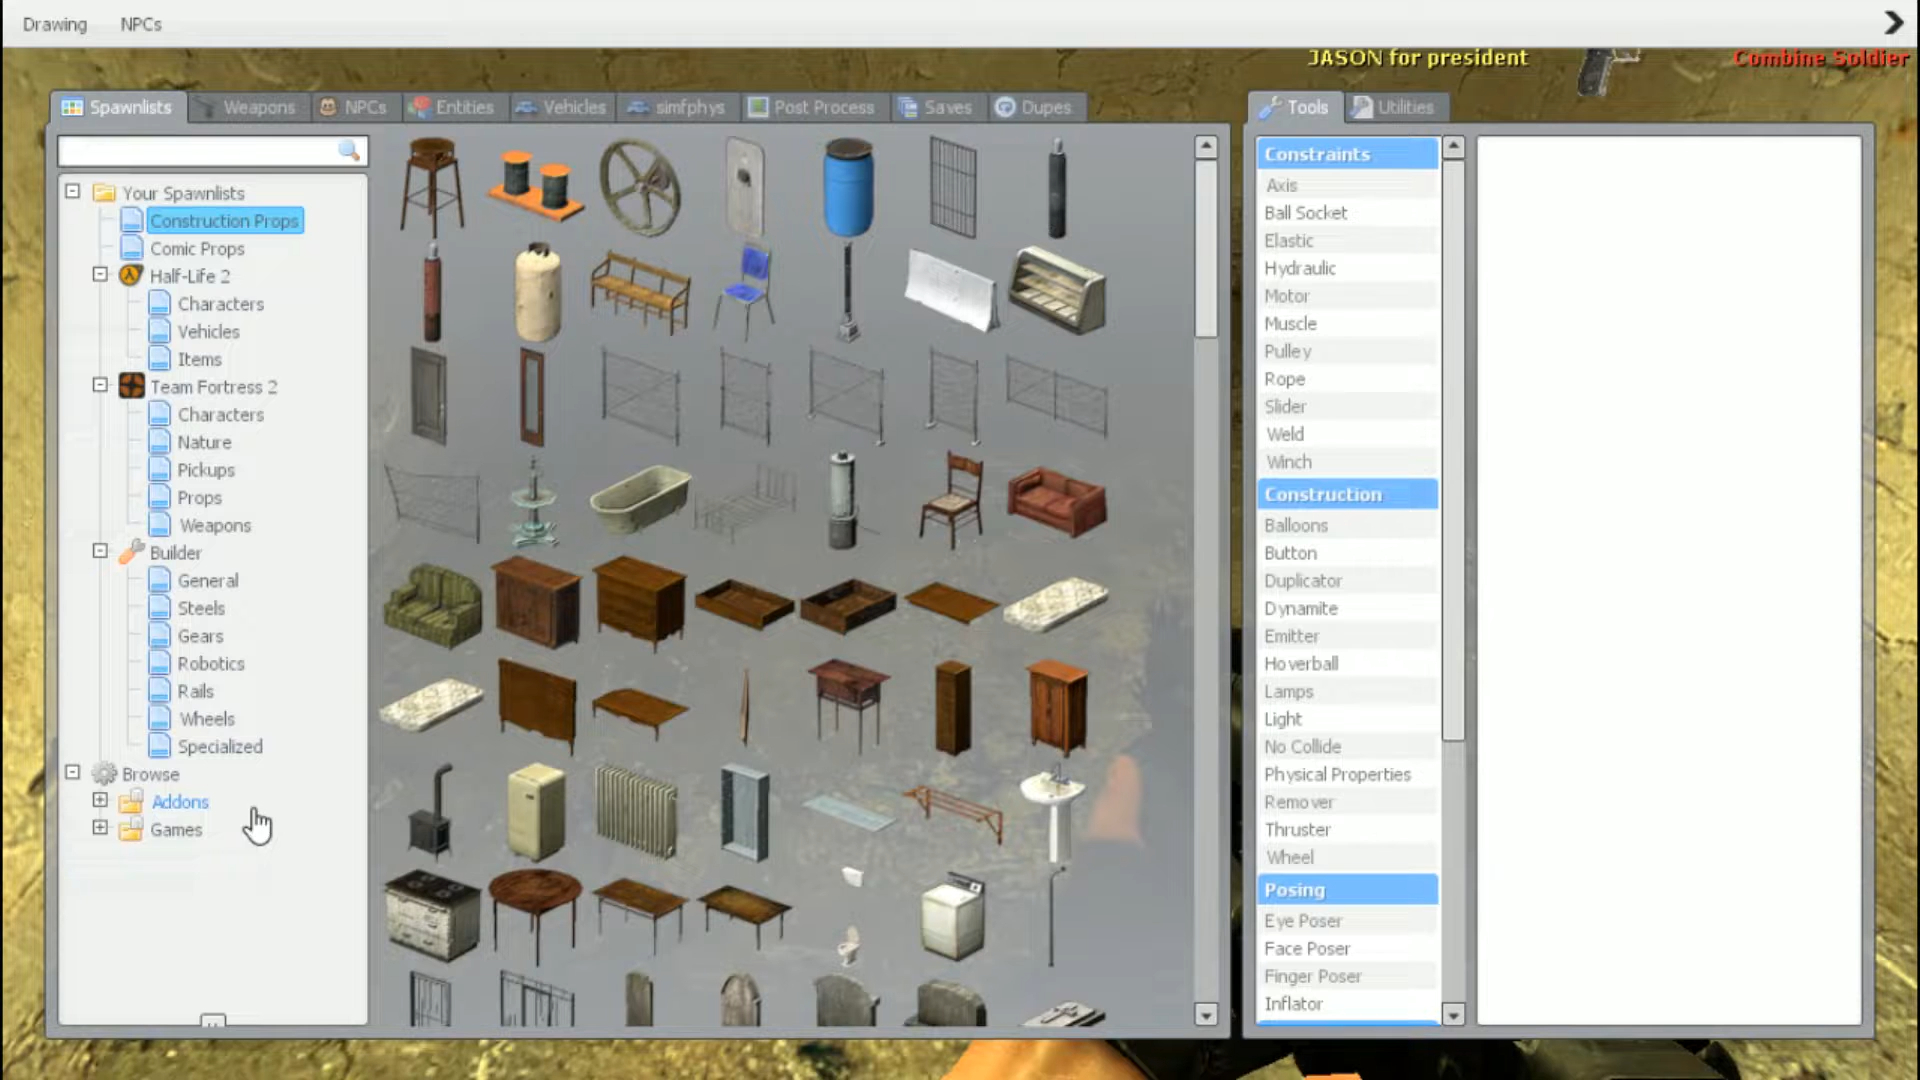 Drawing NPCs
JASON for president Combine Soldier
Spawnlists Weapons NPCs Entities Vehicles simfphys Post Process Saves Dupes
Tools Utilities
Your Spawnlists
Construction Props
Comic Props
Half-Life 2
Characters
Vehicles
Items
Team Fortress 2
Characters
Nature
Pickups
Props
Weapons
Builder
General
Steels
Gears
Robotics
Rails
Wheels
Specialized
Browse
Addons
Games
Constraints
Axis
Ball Socket
Elastic
Hydraulic
Motor
Muscle
Pulley
Rope
Slider
Weld
Winch
Construction
Balloons
Button
Duplicator
Dynamite
Emitter
Hoverball
Lamps
Light
No Collide
Physical Properties
Remover
Thruster
Wheel
Posing
Eye Poser
Face Poser
Finger Poser
Inflator